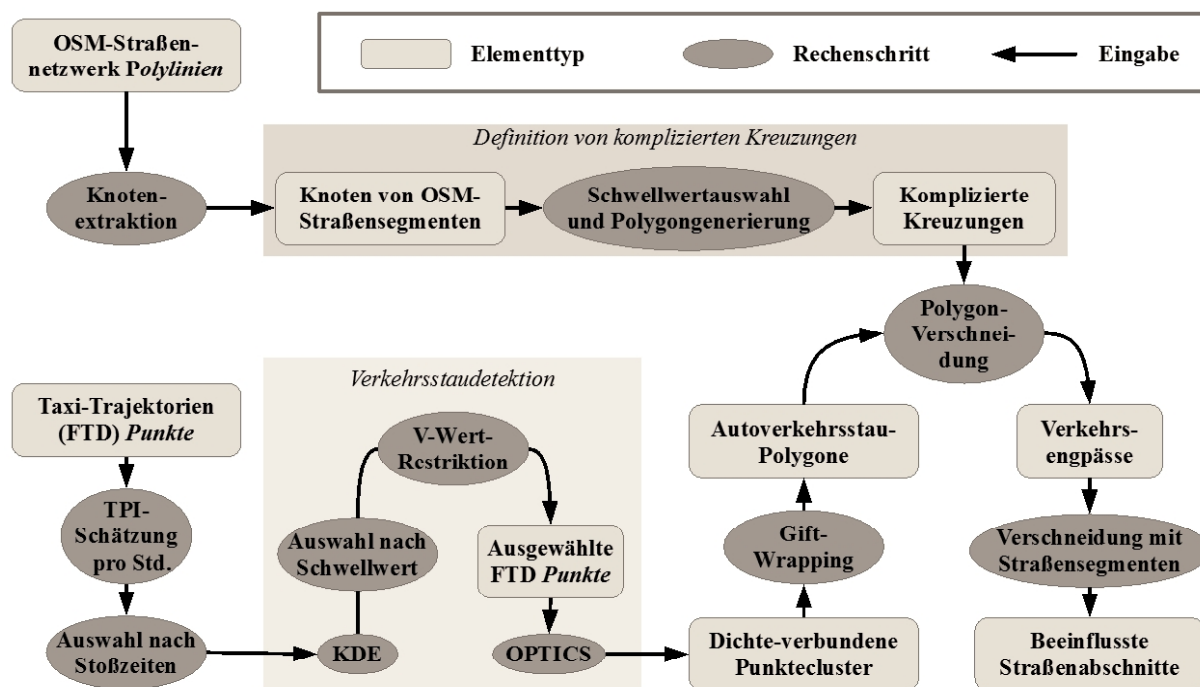 OSM-Straßen-
netzwerk Polylinien
Elementtyp
Rechenschritt
Eingabe
Definition von komplizierten Kreuzungen
Knoten-
extraktion
Knoten von OSM-
Straßensegmenten
Schwellwertauswahl
und Polygongenerierung
Komplizierte
Kreuzungen
Polygon-
Verschnei-
dung
Verkehrsstaudetektion
Taxi-Trajektorien
(FTD) Punkte
V-Wert-
Restriktion
Autoverkehrsstau-
Polygone
Verkehrs-
engpässe
TPI-
Schätzung
pro Std.
Auswahl nach
Schwellwert
Ausgewählte
FTD Punkte
Gift-
Wrapping
Verschneidung mit
Straßensegmenten
Auswahl nach
Stoßzeiten
KDE
OPTICS
Dichte-verbundene
Punktecluster
Beeinflusste
Straßenabschnitte